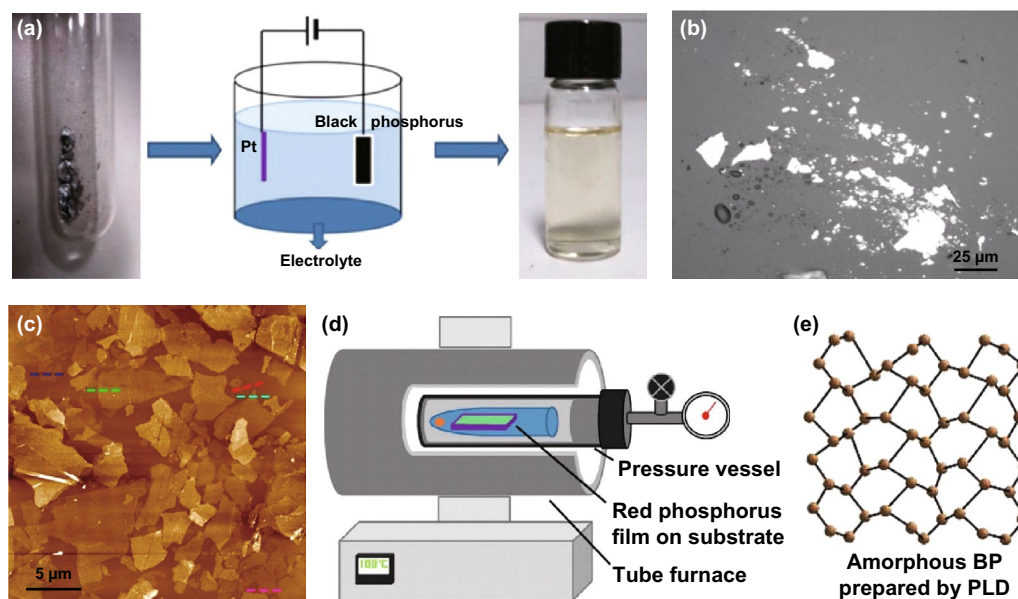 (a)
Black phosphorus
Pt
Electrolyte
(b)
25 µm
(c)
5 µm
(d)
100°C
Pressure vessel
Red phosphorus
film on substrate
Tube furnace
(e)
Amorphous BP
prepared by PLD